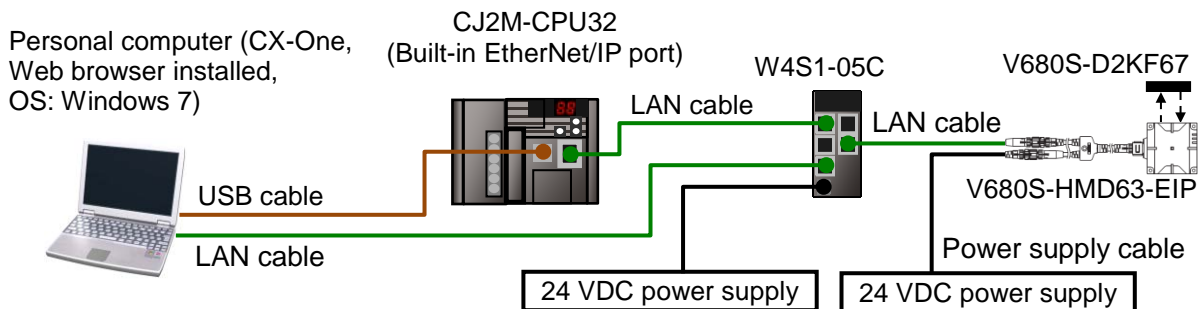 Personal computer (CX-One,
Web browser installed,
OS: Windows 7)
CJ2M-CPU32
(Built-in EtherNet/IP port)
W4S1-05C
V680S-D2KF67
LAN cable
LAN cable
V680S-HMD63-EIP
USB cable
LAN cable
Power supply cable
24 VDC power supply
24 VDC power supply
88